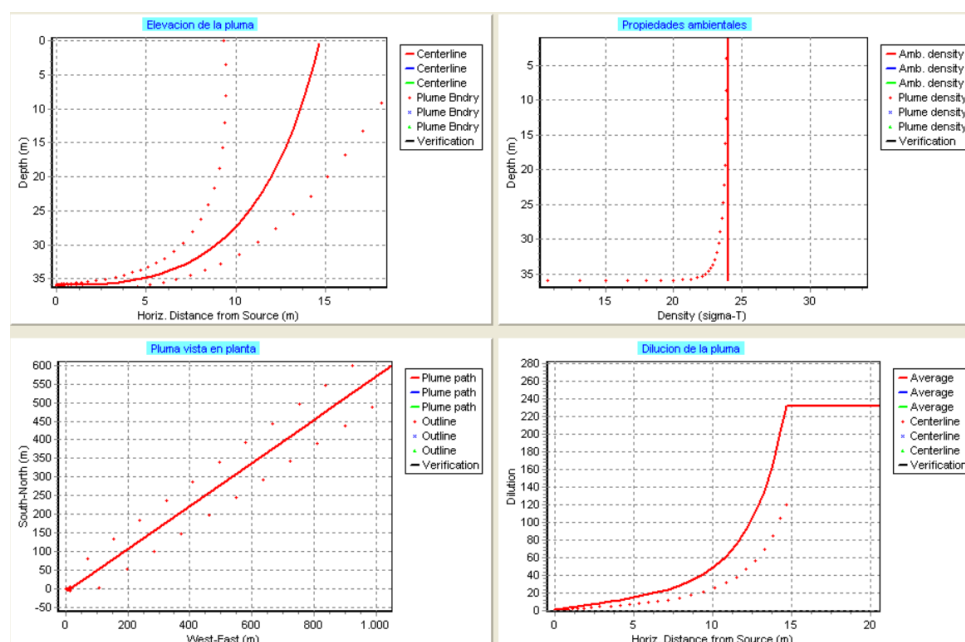 Elevacion de la pluma
0
5
10
15
20
25
30
35
Depth (m)
0
5
10
15
Horiz. Distance from Source (m)
Centerline
Centerline
Centerline
Plume Bndry
Plume Bndry
Plume Bndry
Verification
Propiedades ambientales
5
10
15
20
25
30
35
Depth (m)
15
20
25
30
Density (sigma-T)
Amb. density
Amb. density
Amb. density
Plume density
Plume density
Plume density
Verification
Pluma vista en planta
600
550
500
450
400
350
300
250
200
150
100
50
0
-50
South-North (m)
0
200
400
600
800
1.000
West-East (m)
Plume path
Plume path
Plume path
Outline
Outline
Outline
Verification
Dilucion de la pluma
280
260
240
220
200
180
160
140
120
100
80
60
40
20
0
Dilution
0
5
10
15
20
Horiz. Distance from Source (m)
Average
Average
Average
Centerline
Centerline
Centerline
Verification